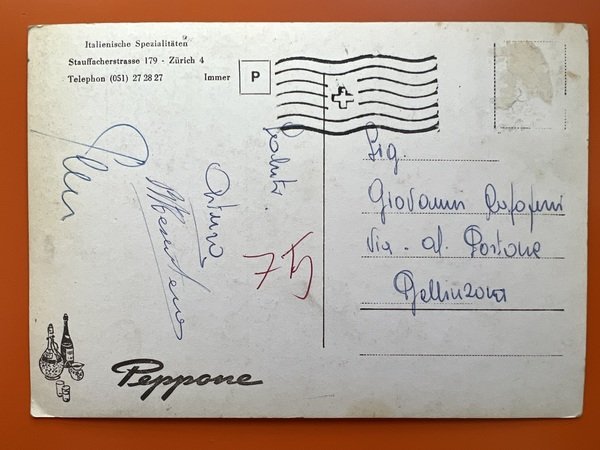 Italienische Spezialitäten
Stauffacherstrasse 179 - Zürich 4
Telephon (051) 27 28 27 Immer P
Saluti.
Arturo
Sig.
Giovanni
Via al Portone
Bellinzona
Peppone